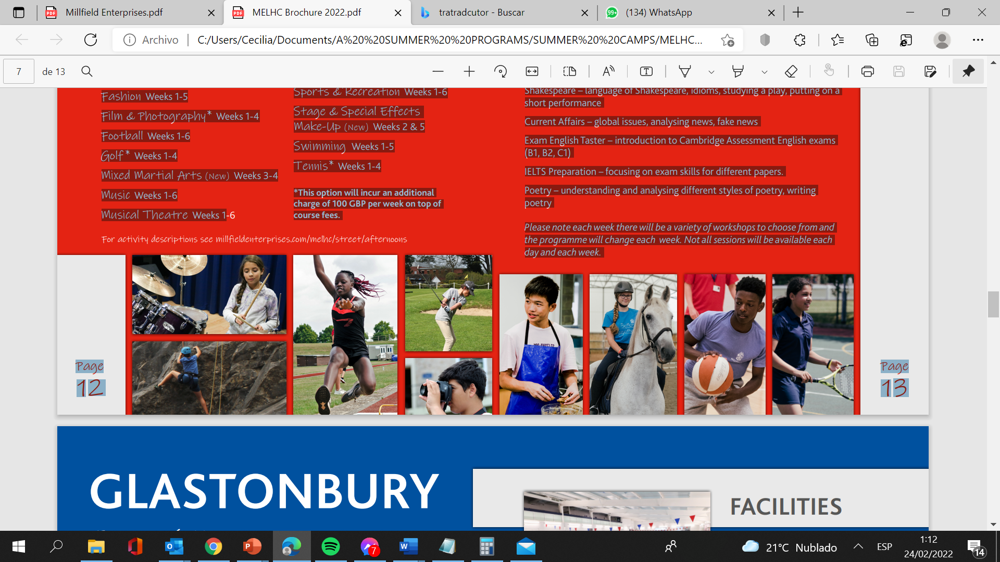 Millfield Enterprises.pdf
MELHC Brochure 2022.pdf
tratradcutor - Buscar
99+
(134) WhatsApp
Archivo
C:/Users/Cecilia/Documents/A%20%20SUMMER%20%20PROGRAMS/SUMMER%20%20CAMPS/MELHC...
7
de 13
Fashion Weeks 1-5
Film & Photography* Weeks 1-4
Football Weeks 1-6
Golf* Weeks 1-4
Mixed Martial Arts (New) Weeks 3-4
Music Weeks 1-6
Musical Theatre Weeks 1-6
For activity descriptions see millfieldenterprises.com/melhc/street/afternoons
Sports & Recreation Weeks 1-6
Stage & Special Effects
Make-Up (New) Weeks 2 & 5
Swimming Weeks 1-5
Tennis* Weeks 1-4
*This option will incur an additional
charge of 100 GBP per week on top of
course fees.
Shakespeare – language of Shakespeare, idioms, studying a play, putting on a
short performance
Current Affairs – global issues, analysing news, fake news
Exam English Taster – introduction to Cambridge Assessment English exams
(B1, B2, C1)
IELTS Preparation – focusing on exam skills for different papers.
Poetry – understanding and analysing different styles of poetry, writing
poetry
Please note each week there will be a variety of workshops to choose from and
the programme will change each week. Not all sessions will be available each
day and each week.
Page
12
Page
13
GLASTONBURY
FACILITIES
7
21°C Nublado
ESP
1:12
24/02/2022
14